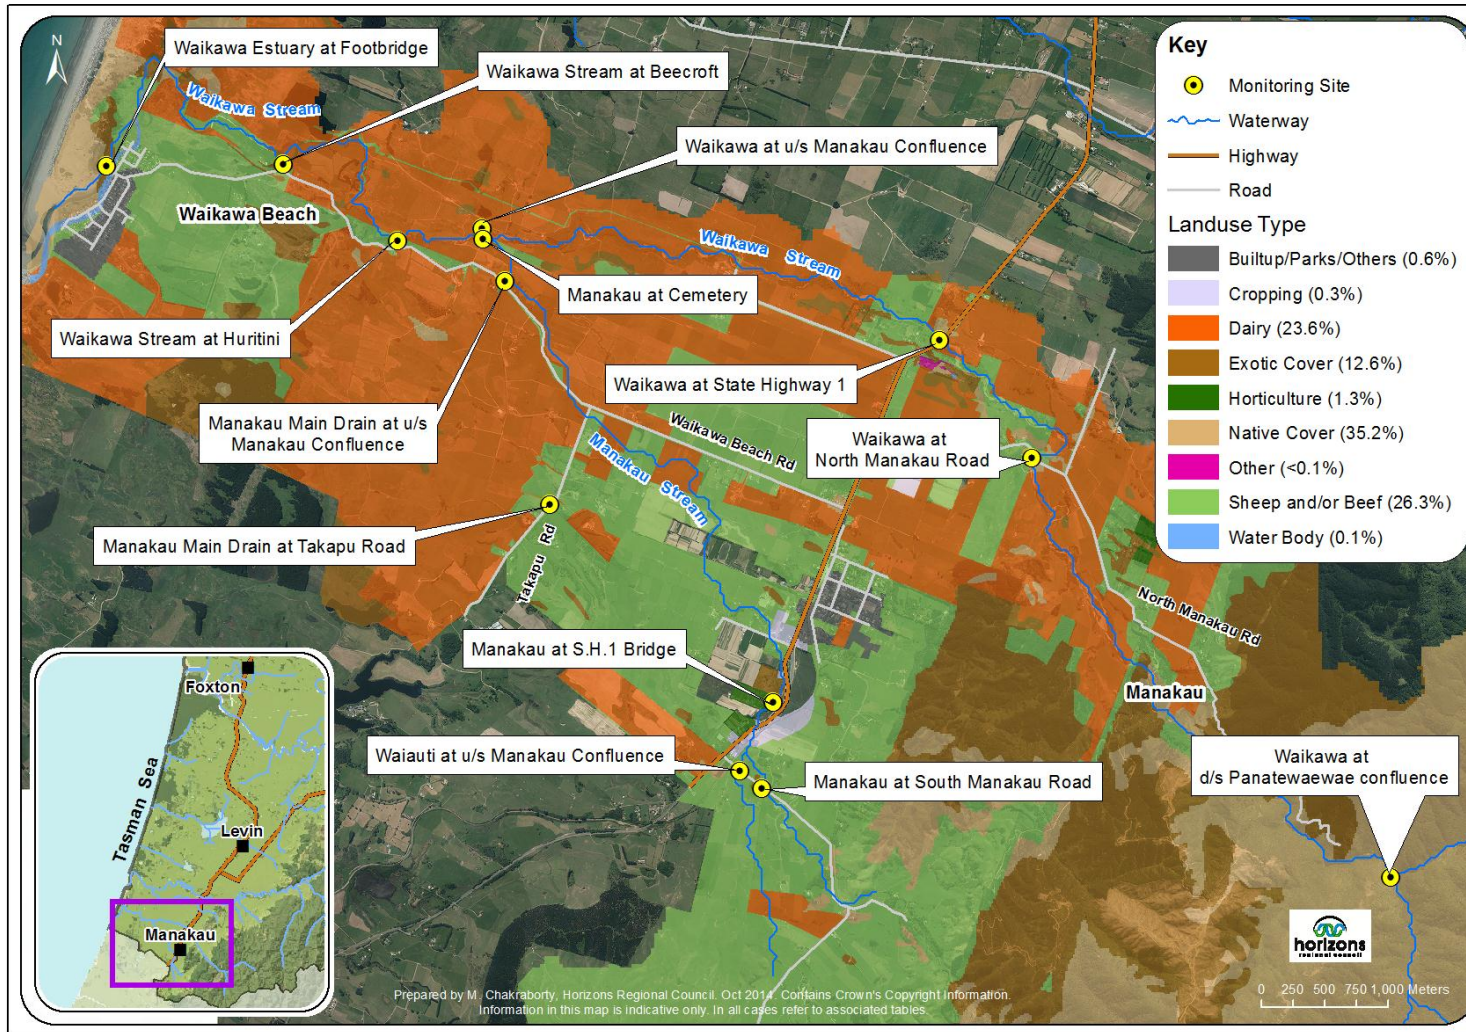 N
Waikawa Estuary at Footbridge
Waikawa Stream at Beecroft
Waikawa Stream
Waikawa at u/s Manakau Confluence
Waikawa Beach
Waikawa Stream
Manakau at Cemetery
Waikawa Stream at Huritini
Waikawa at State Highway 1
Manakau Main Drain at u/s
Manakau Confluence
Waikawa Beach Rd
Waikawa at
North Manakau Road
Manakau Stream
Manakau Main Drain at Takapu Road
Takapu Rd
North Manakau Rd
Manakau at S.H.1 Bridge
Manakau
Waiauti at u/s Manakau Confluence
Manakau at South Manakau Road
Waikawa at
d/s Panatewaewae confluence
Key
Monitoring Site
Waterway
Highway
Road
Landuse Type
Builtup/Parks/Others (0.6%)
Cropping (0.3%)
Dairy (23.6%)
Exotic Cover (12.6%)
Horticulture (1.3%)
Native Cover (35.2%)
Other (<0.1%)
Sheep and/or Beef (26.3%)
Water Body (0.1%)
Foxton
Tasman Sea
Levin
Manakau
horizons
regional council
0 250 500 750 1,000 Meters
Prepared by M. Chakraborty, Horizons Regional Council. Oct 2014. Contains Crown's Copyright Information.
Information in this map is indicative only. In all cases refer to associated tables.